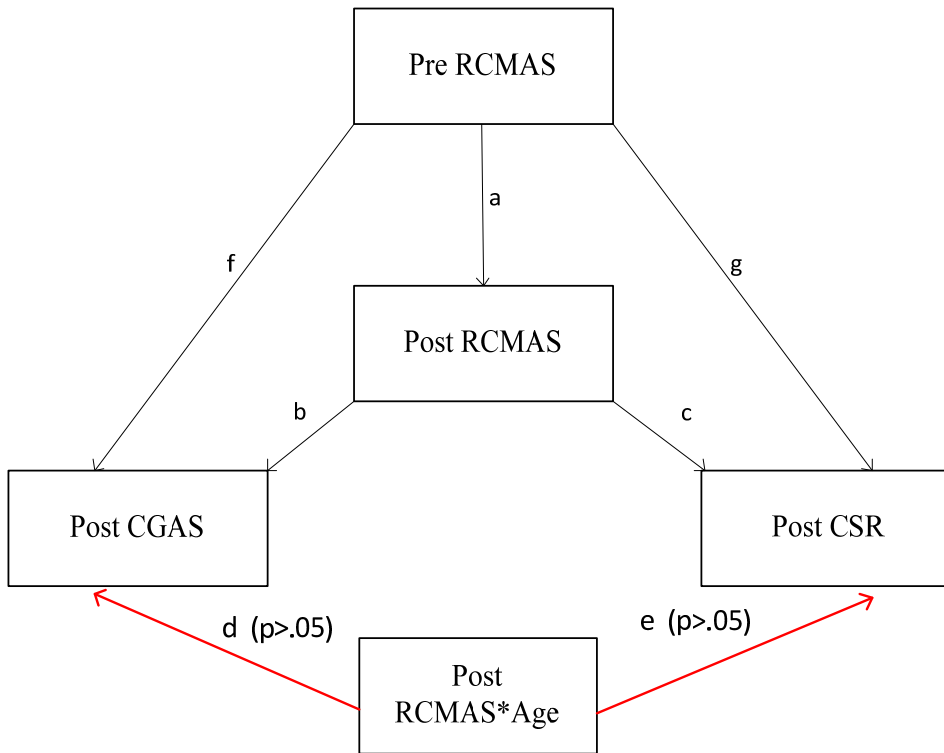 Pre RCMAS
a
f
g
Post RCMAS
b
c
Post CGAS
Post CSR
d (p>.05)
e (p>.05)
Post
RCMAS*Age